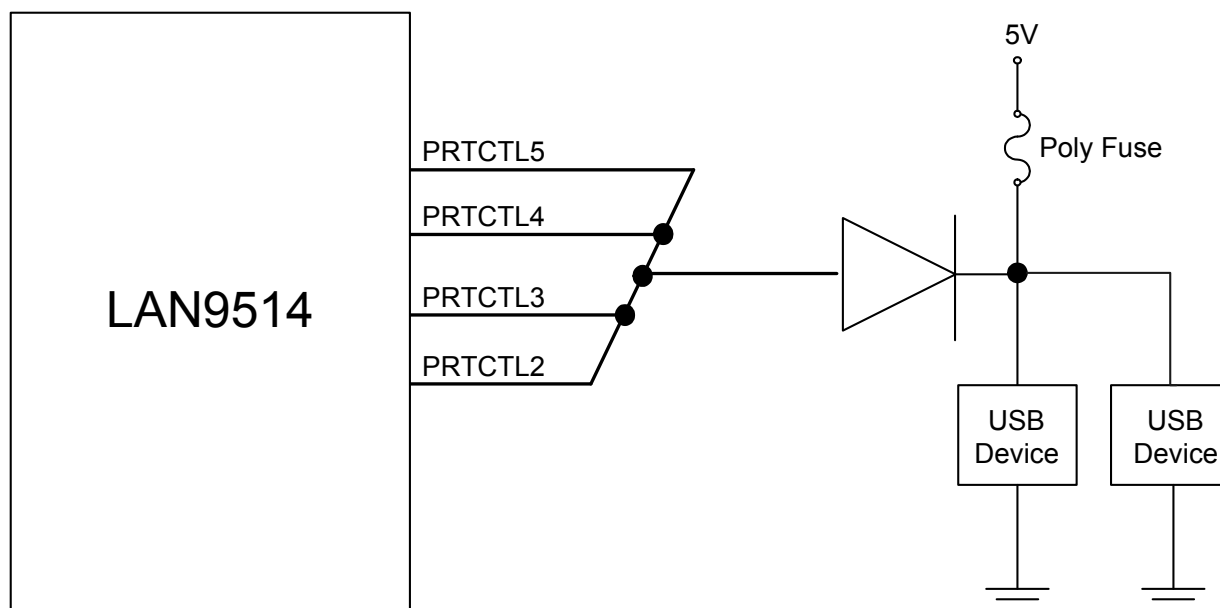 5V
Poly Fuse
PRTCTL5
PRTCTL4
PRTCTL3
PRTCTL2
LAN9514
USB
Device
USB
Device